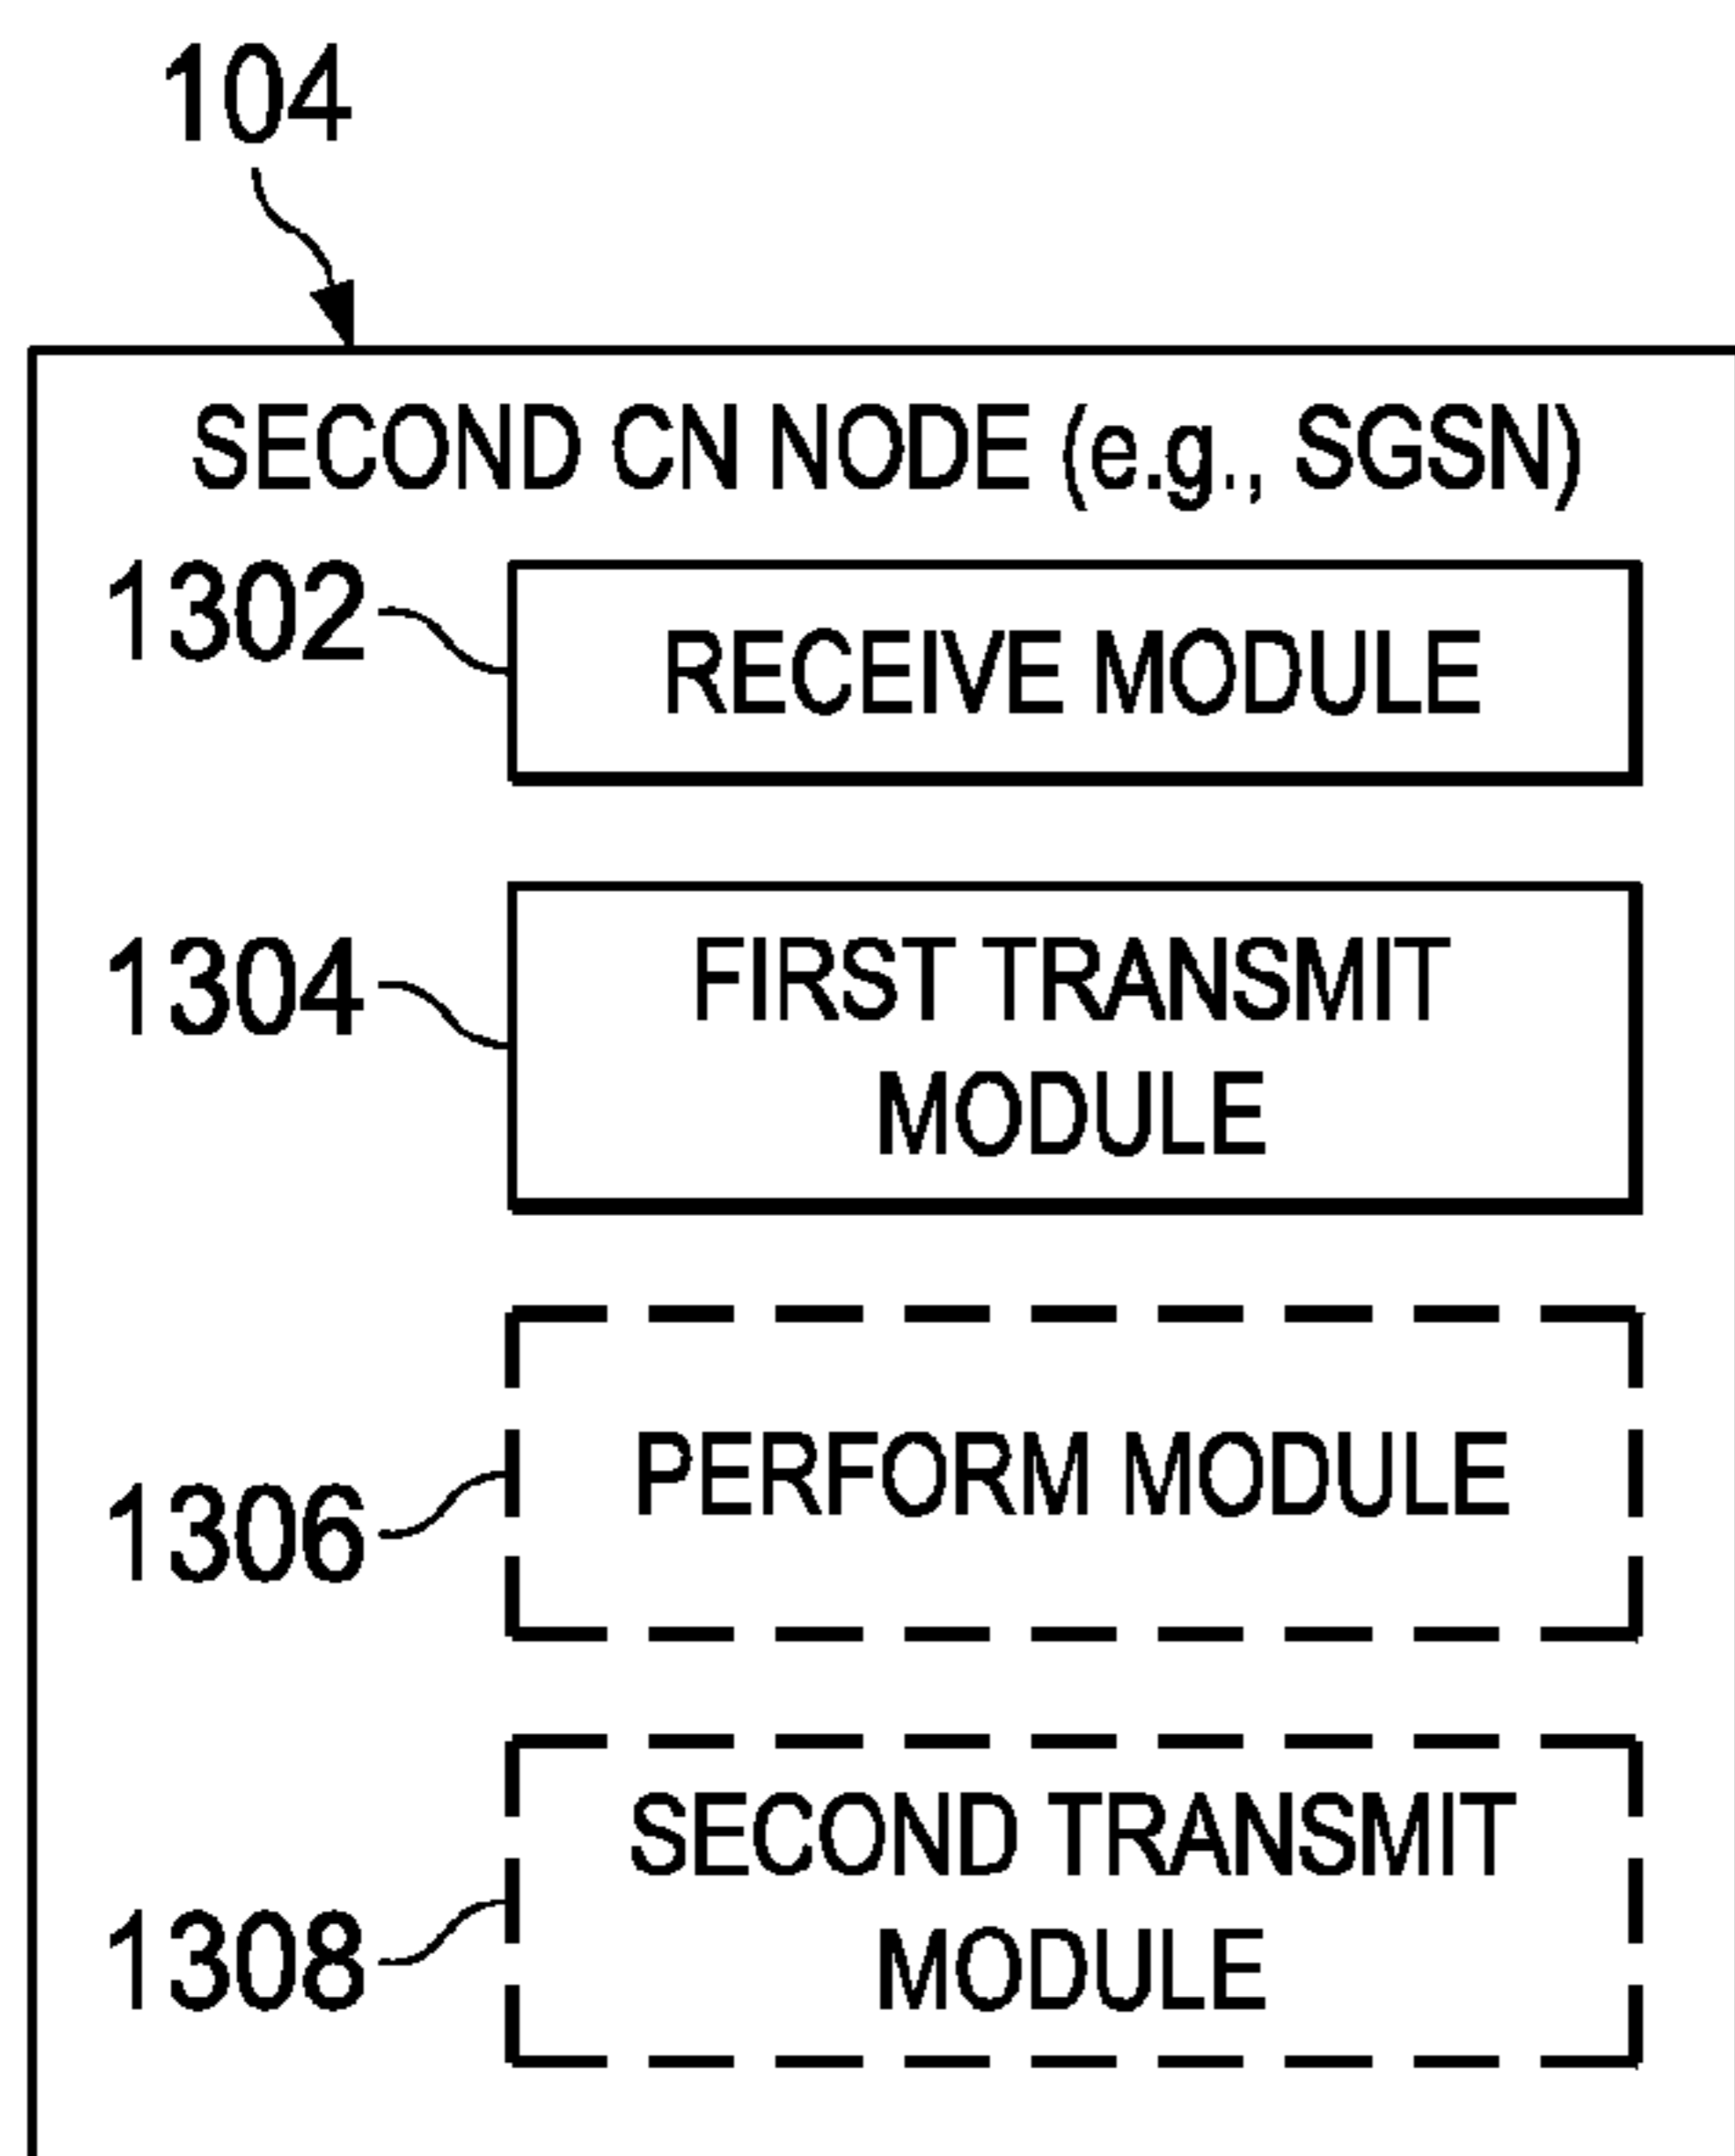 104
SECOND CN NODE (e.g., SGSN)
1302
RECEIVE MODULE
1304
FIRST TRANSMIT
MODULE
1306
PERFORM MODULE
1308
SECOND TRANSMIT
MODULE